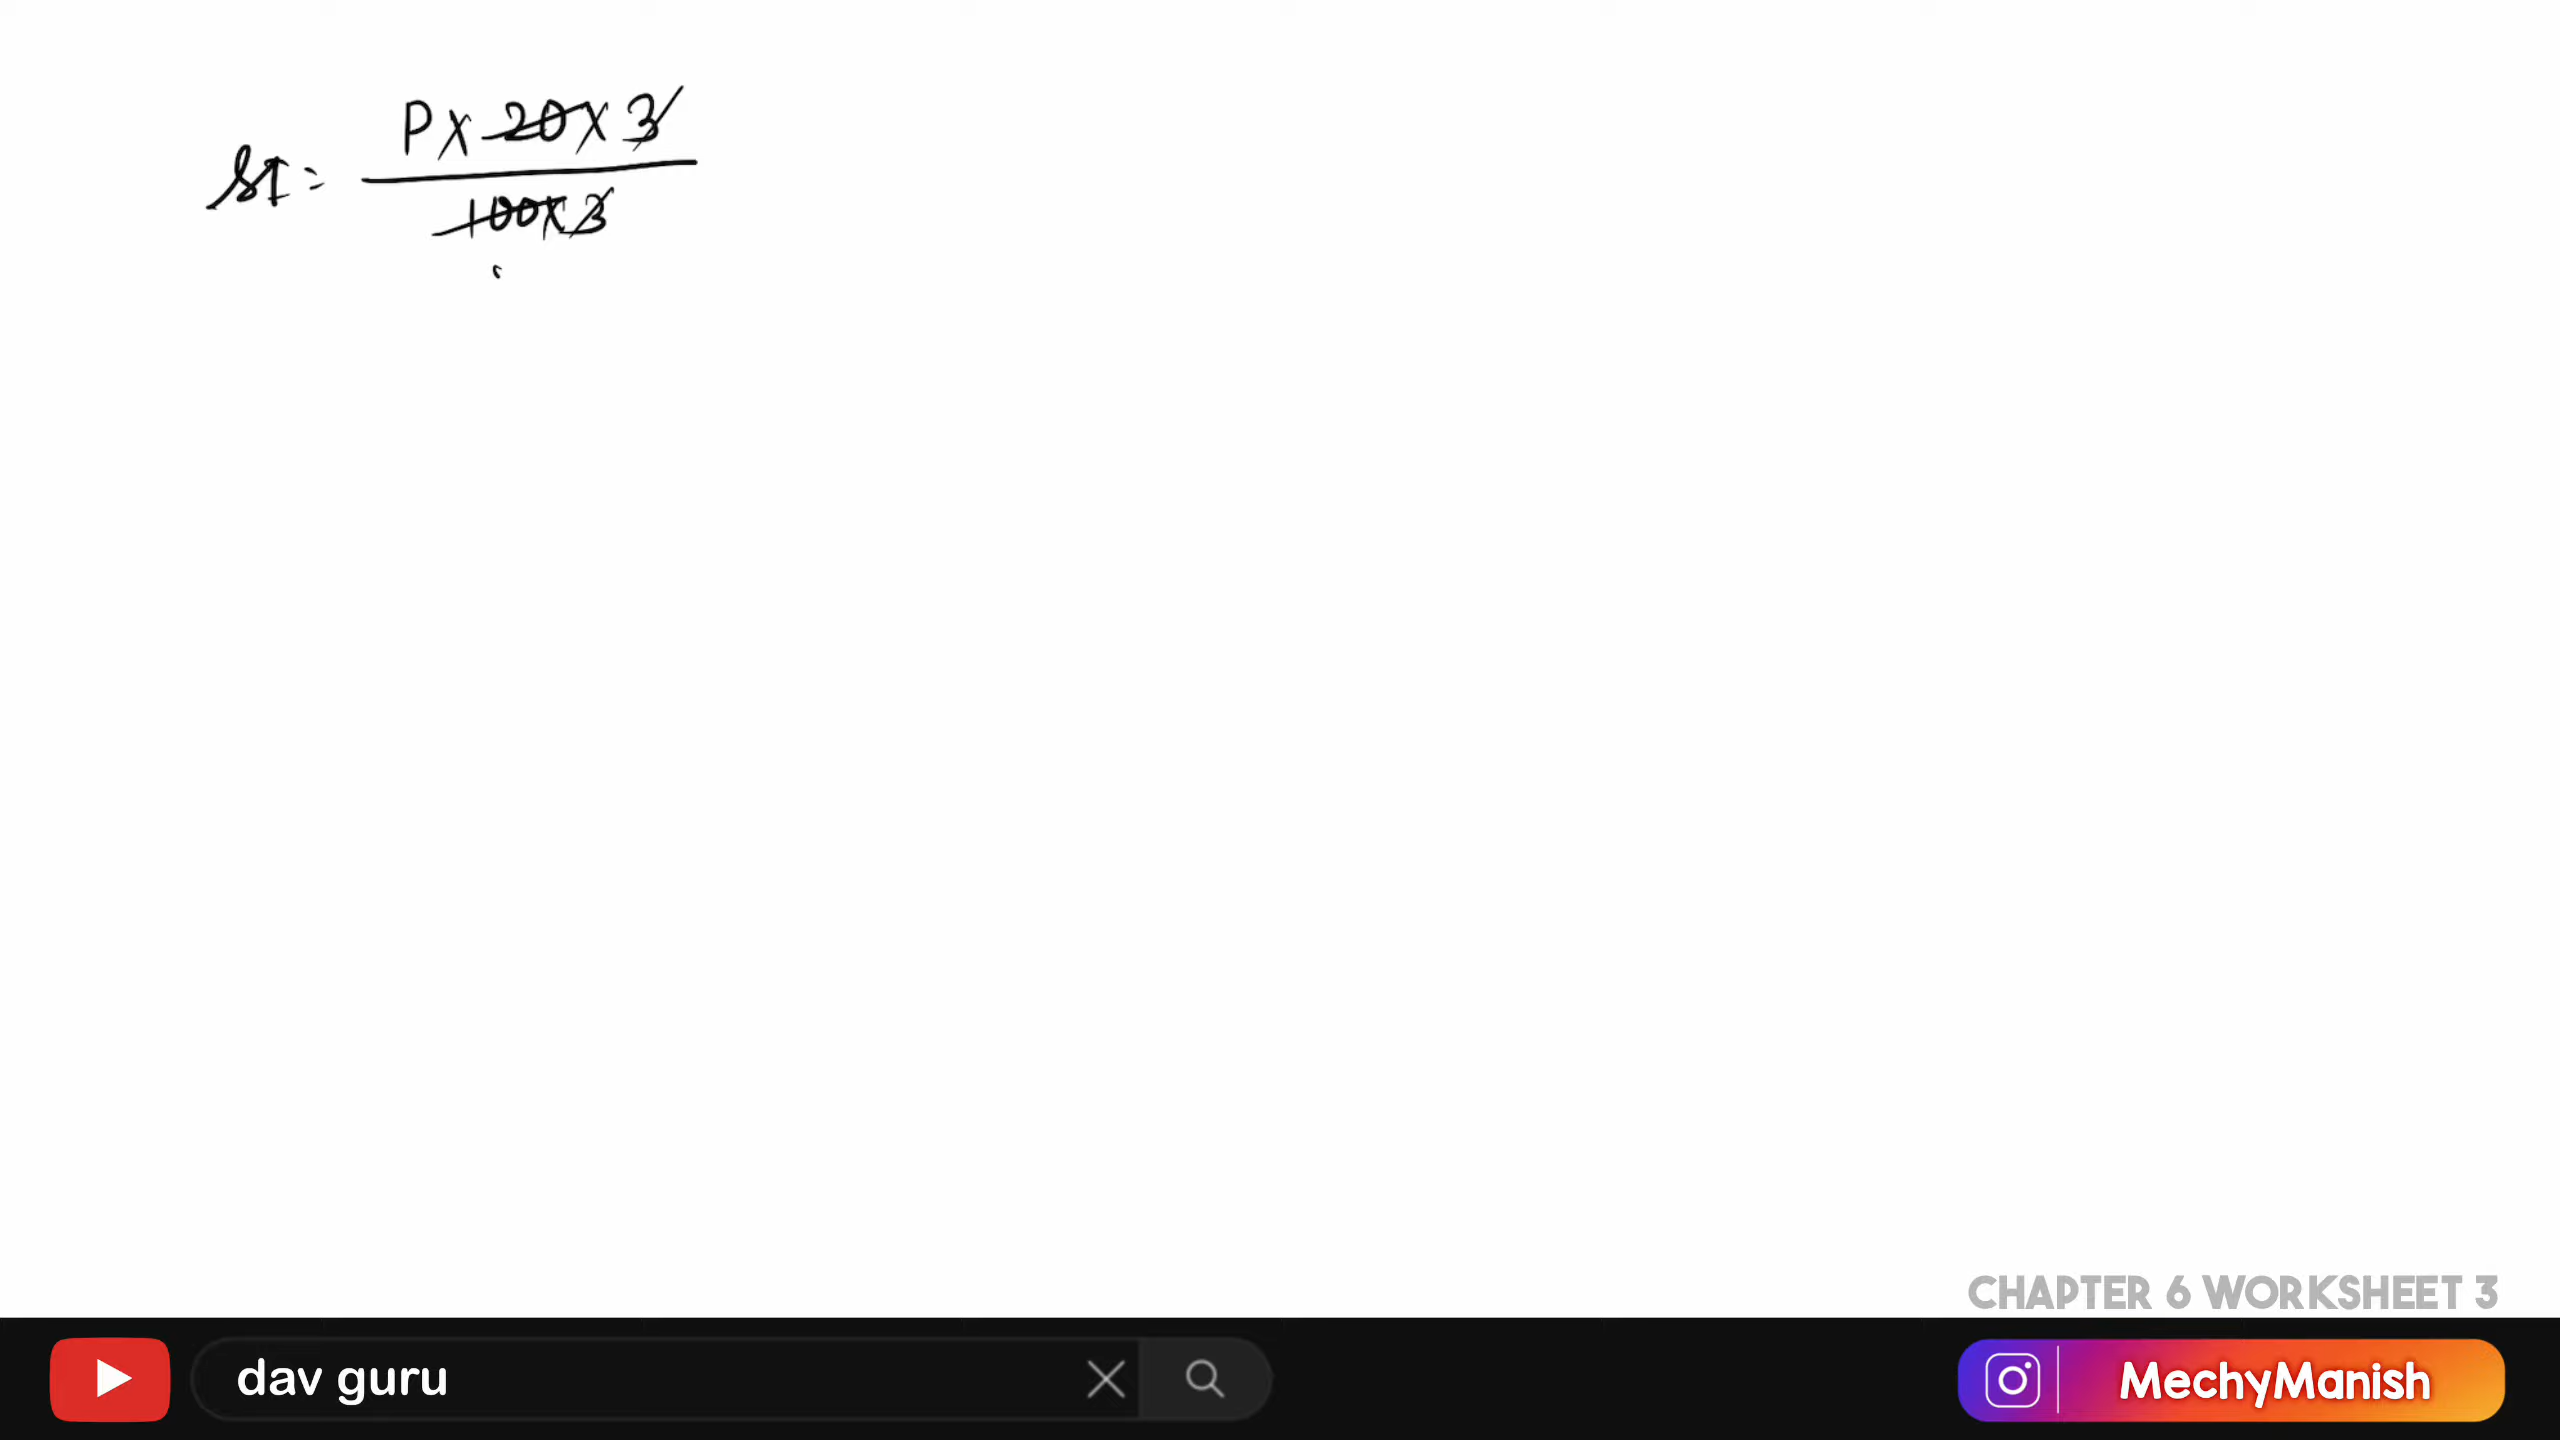 SI = P x 20 x 3
100 x 3
CHAPTER 6 WORKSHEET 3
dav guru
MechyManish